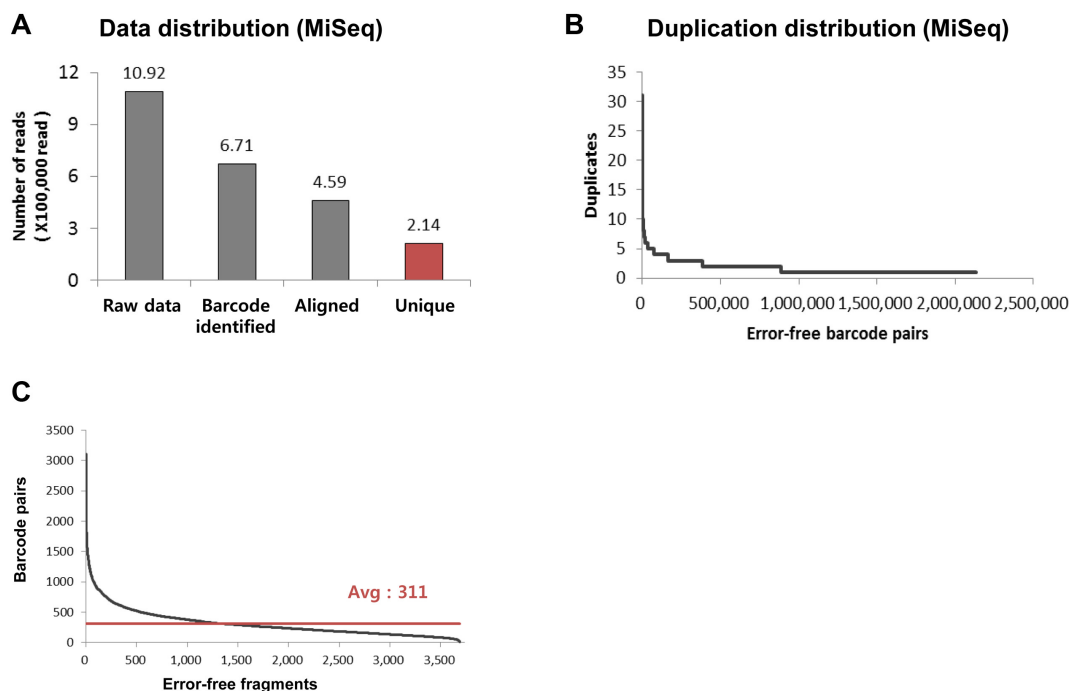 A
Data distribution (MiSeq)
Number of reads
( X100,000 read )
12
9
6
3
0
10.92
6.71
4.59
2.14
Raw data
Barcode
identified
Aligned
Unique
B
Duplication distribution (MiSeq)
Duplicates
35
30
25
20
15
10
5
0
0
500,000
1,000,000
1,500,000
2,000,000
2,500,000
Error-free barcode pairs
C
Barcode pairs
3500
3000
2500
2000
1500
1000
500
0
Avg : 311
0
500
1,000
1,500
2,000
2,500
3,000
3,500
Error-free fragments